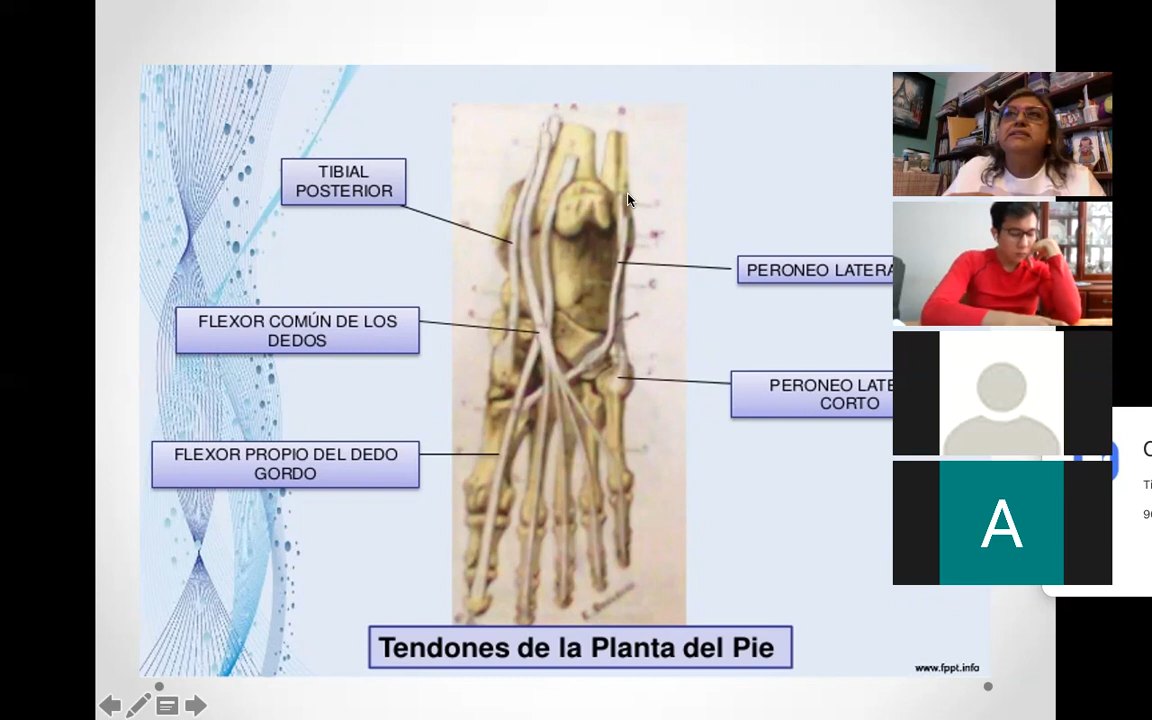 TIBIAL
POSTERIOR
PERONEO LATERA
FLEXOR COMÚN DE LOS
DEDOS
PERONEO LATE
CORTO
FLEXOR PROPIO DEL DEDO
GORDO
Tendones de la Planta del Pie
www.fppt.info
A